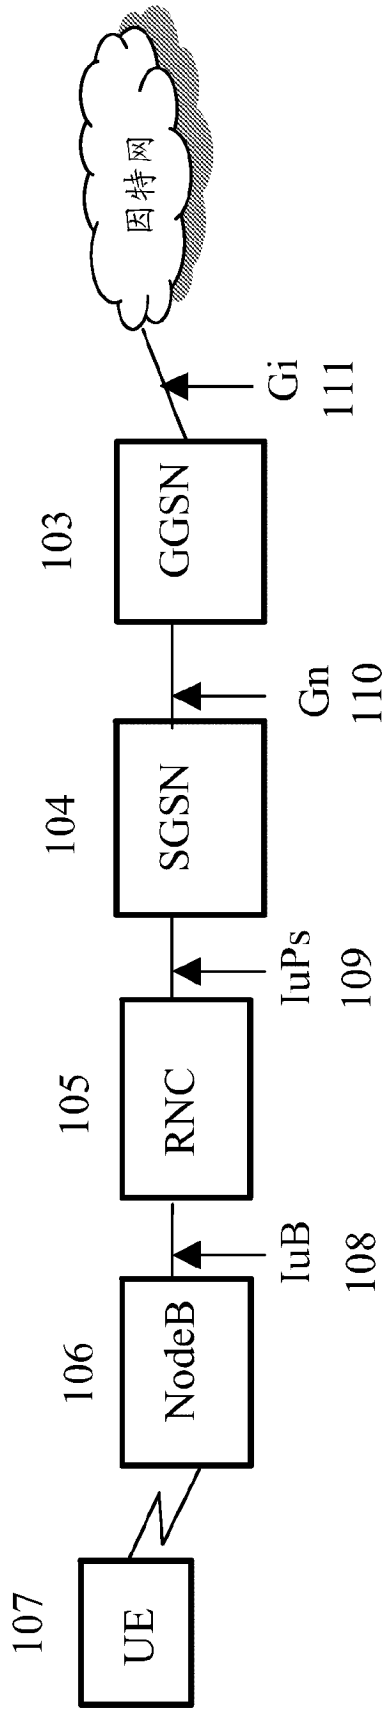 107
UE
106
NodeB
IuB
108
105
RNC
IuPs
109
104
SGSN
Gn
110
103
GGSN
Gi
111
因特网